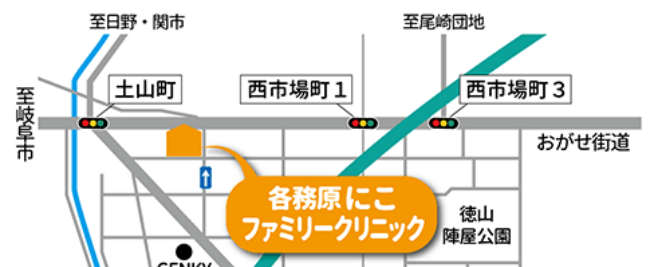 至日野・関市
至尾崎団地
至岐阜市
土山町
西市場町1
西市場町3
おがせ街道
各務原にこ
ファミリークリニック
徳山
陣屋公園
GENKY